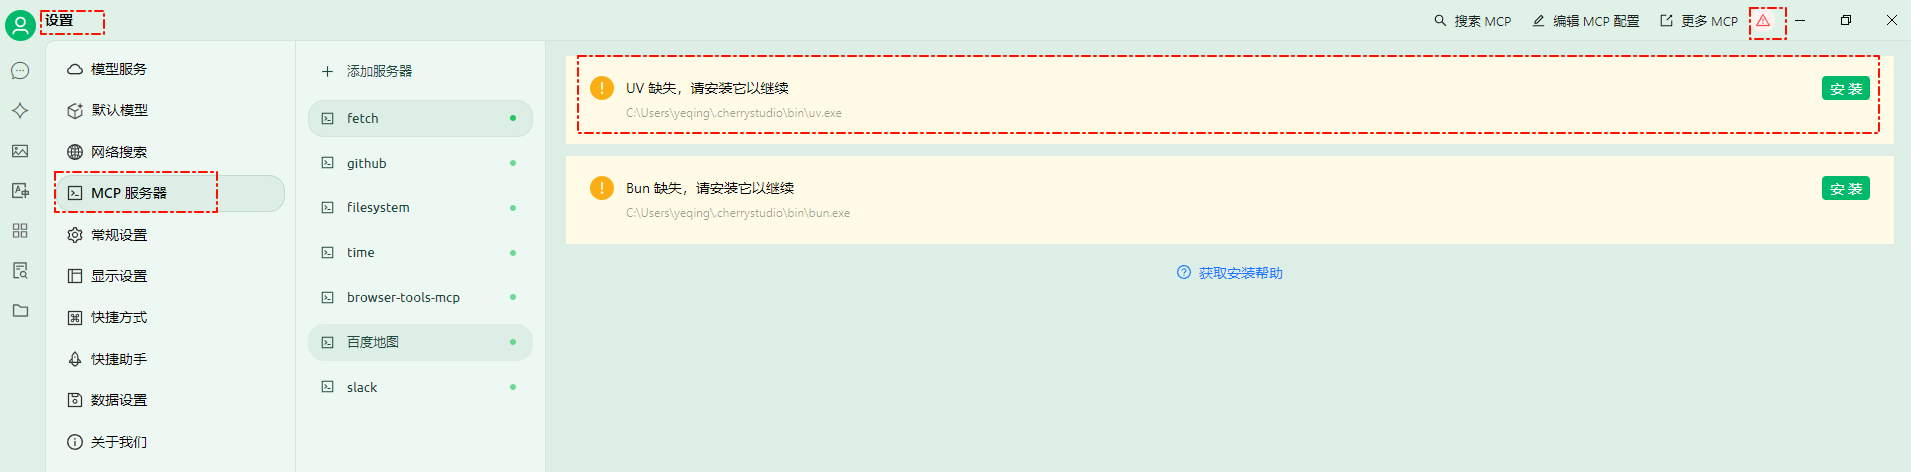 设置
搜索 MCP
编辑 MCP 配置
更多 MCP
模型服务
默认模型
网络搜索
MCP 服务器
常规设置
显示设置
快捷方式
快捷助手
数据设置
关于我们
添加服务器
fetch
github
filesystem
time
browser-tools-mcp
百度地图
slack
UV 缺失，请安装它以继续
C:\Users\yeqing\.cherrystudio\bin\uv.exe
安装
Bun 缺失，请安装它以继续
C:\Users\yeqing\.cherrystudio\bin\bun.exe
安装
获取安装帮助